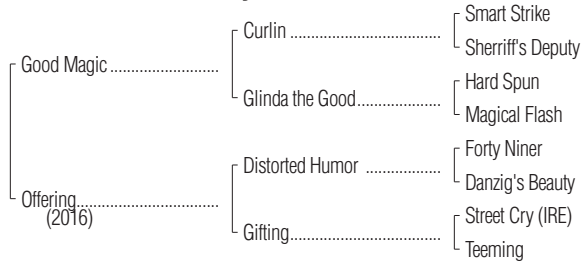 Smart Strike
Curlin
Sherriff's Deputy
Good Magic
Hard Spun
Glinda the Good
Magical Flash
Forty Niner
Distorted Humor
Danzig's Beauty
Offering
(2016)
Street Cry (IRE)
Gifting
Teeming